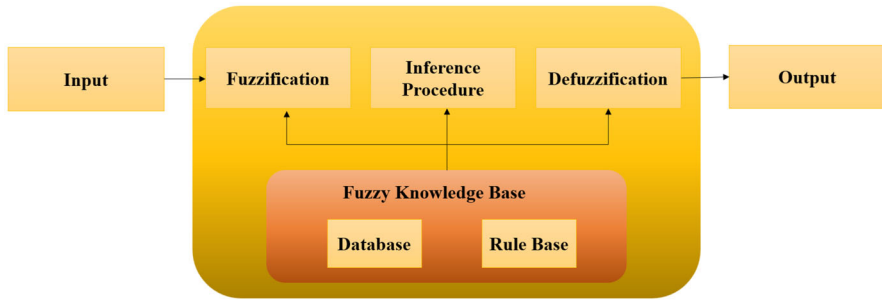 Input
Fuzzification
Inference
Procedure
Defuzzification
Output
Fuzzy Knowledge Base
Database
Rule Base